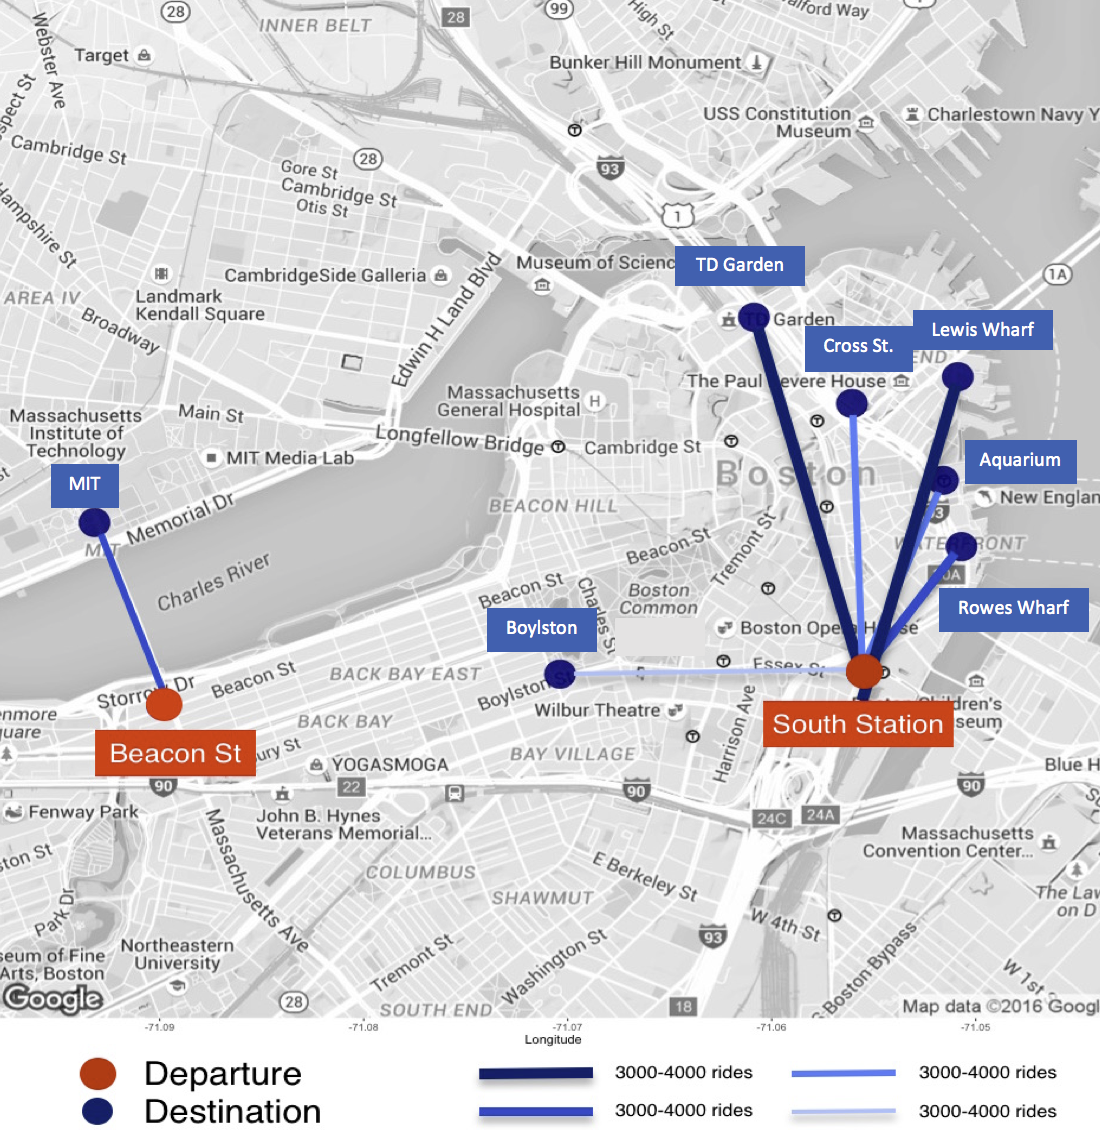 28
INNER BELT
28
99
High St
alford Way
Webster Ave
Target
Bunker Hill Monument
USS Constitution
Museum
Charlestown Navy Y
spect St
Cambridge St
28
93
Gore St
Cambridge St
Otis St
Hampshire St
1
TD Garden
Museum of Scienc
CambridgeSide Galleria
1A
AREA IV
Landmark
Kendall Square
Broadway
Edwin H Land Blvd
TD Garden
Lewis Wharf
Cross St.
END
The Paul Revere House
Massachusetts
General Hospital
H
Massachusetts
Institute of
Technology
Main St
Longfellow Bridge
Cambridge St
MIT Media Lab
Boston
Aquarium
MIT
New Englan
Memorial Dr
MIT
BEACON HILL
93
WATERFRONT
Beacon St
Tremont St
Charles River
Beacon St
Charles St
Boston
Common
Rowes Wharf
Boylston
Boston Opera House
Essex St
Storrow Dr
Beacon St
BACK BAY EAST
Boylston St
Wilbur Theatre
Harrison Ave
South Station
ildren's
seum
enmore
quare
BACK BAY
Beacon St
ury St
YOGASMOGA
BAY VILLAGE
Blue H
90
22
90
90
Fenway Park
John B. Hynes
Veterans Memorial...
24C
24A
Massachusetts
Convention Center...
ston St
Massachusetts Ave
COLUMBUS
E Berkeley St
SHAWMUT
The Law
on D
Park Dr
W 4th St
93
Northeastern
University
seum of Fine
Arts, Boston
Tremont St
Washington St
S Boston Bypass
W 1st S
Google
28
SOUTH END
18
Map data ©2016 Googl
-71.09
-71.08
-71.07
-71.06
-71.05
Longitude
Departure
3000-4000 rides
3000-4000 rides
Destination
3000-4000 rides
3000-4000 rides